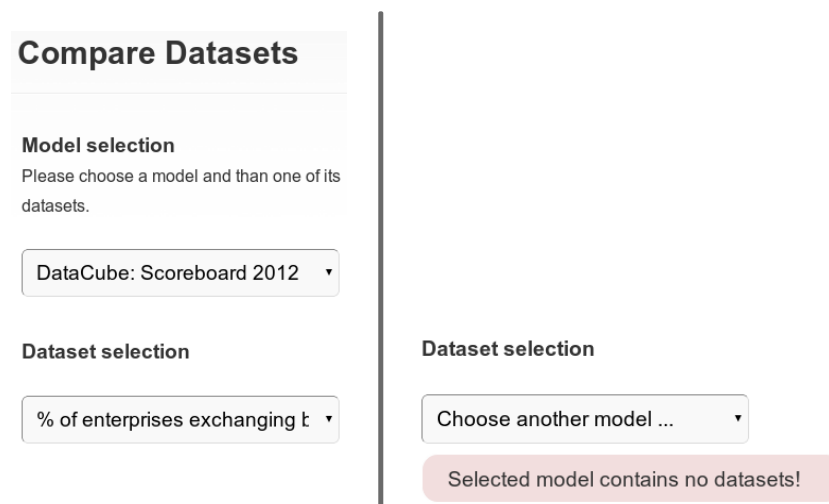 Compare Datasets
Model selection
Please choose a model and than one of its
datasets.
DataCube: Scoreboard 2012
Dataset selection
% of enterprises exchanging b
Dataset selection
Choose another model ...
Selected model contains no datasets!